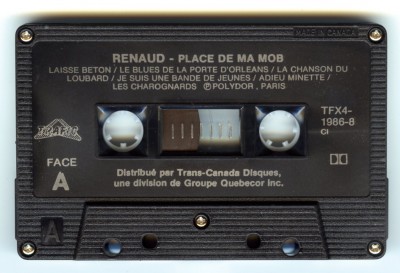 MADE IN CANADA
RENAUD - PLACE DE MA MOB
LAISSE BETON / LE BLUES DE LA PORTE D'ORLEANS / LA CHANSON DU
LOUBARD / JE SUIS UNE BANDE DE JEUNES / ADIEU MINETTE /
LES CHAROGNARDS ℗POLYDOR, PARIS
TFX4-
1986-8
CI
TRAFIC
FACE
A
Distribué par Trans-Canada Disques,
une division de Groupe Quebecor Inc.
A